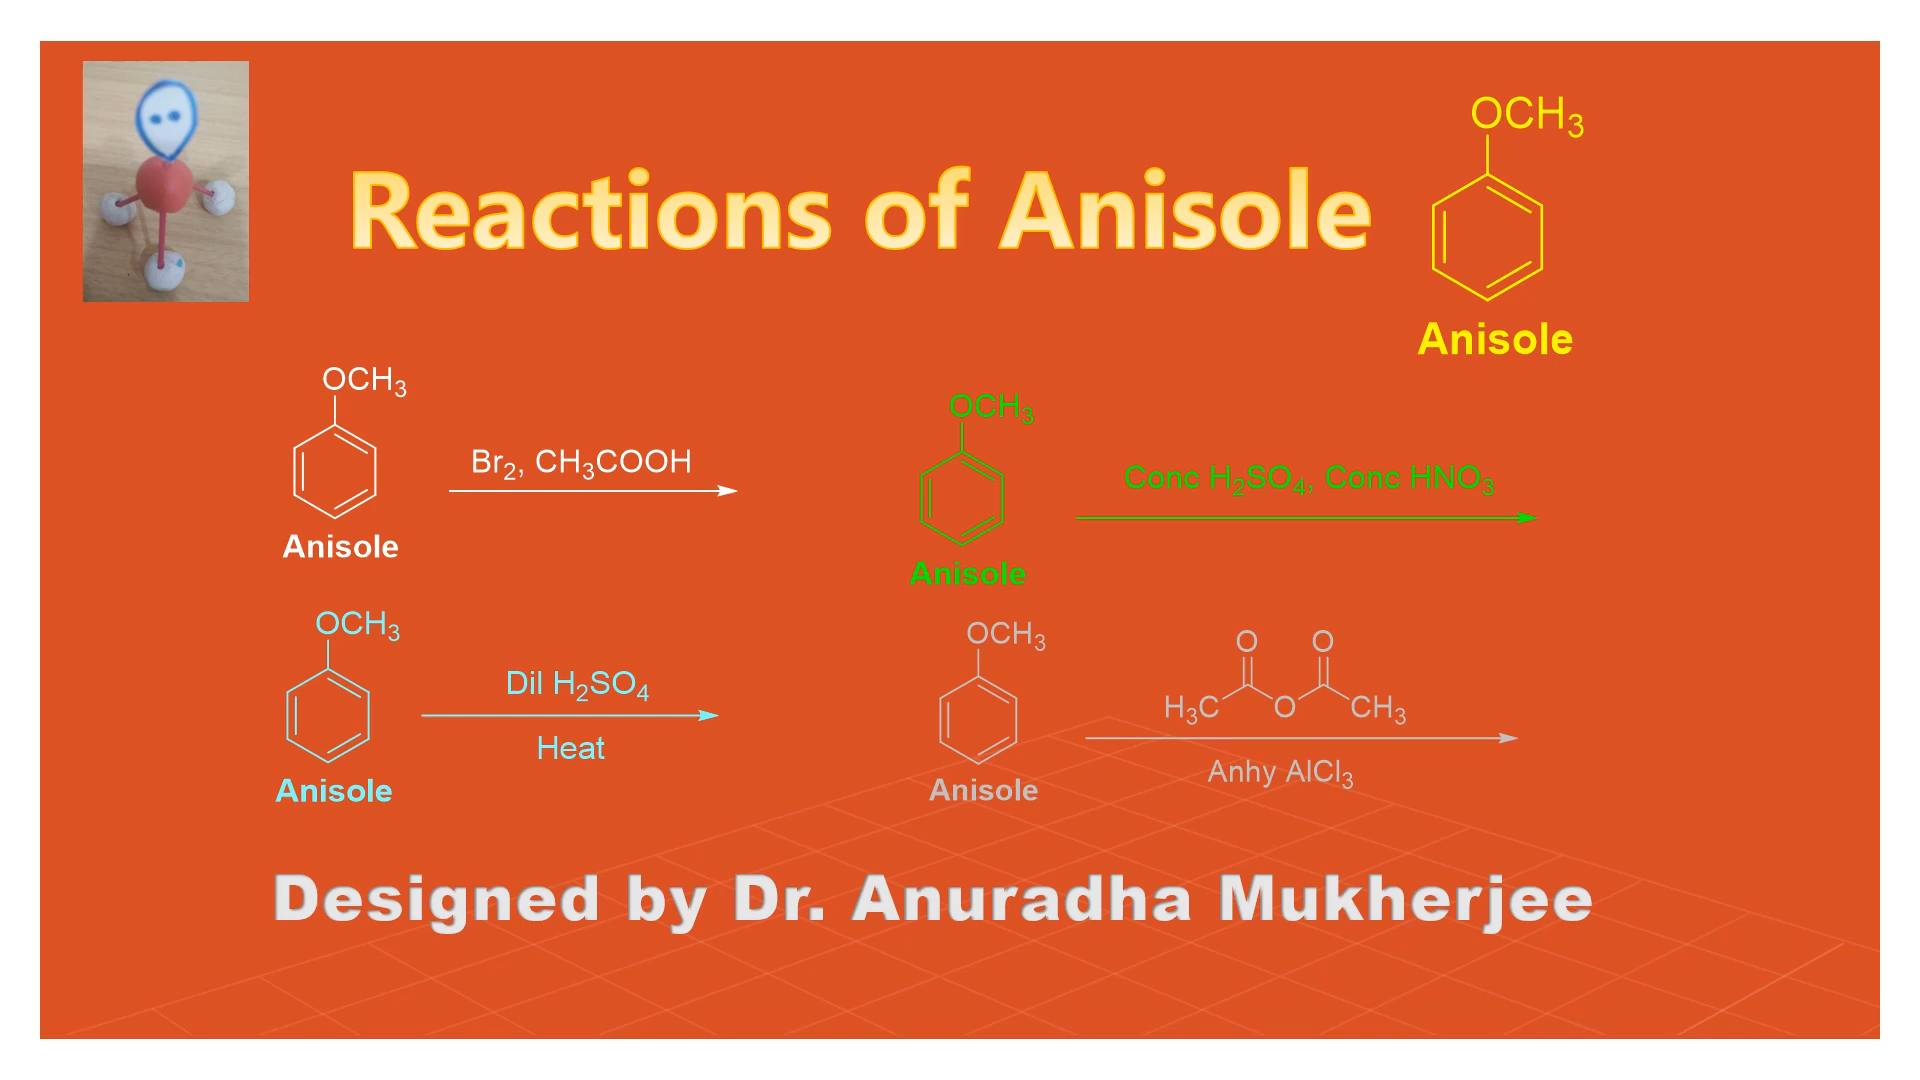 OCH₃
Reactions of Anisole
Anisole
OCH₃
Br₂, CH₃COOH
Anisole
OCH₃
Conc H₂SO₄, Conc HNO₃
Anisole
OCH₃
Dil H₂SO₄
Heat
Anisole
OCH₃
O O
H₃C O CH₃
Anhy AlCl₃
Anisole
Designed by Dr. Anuradha Mukherjee